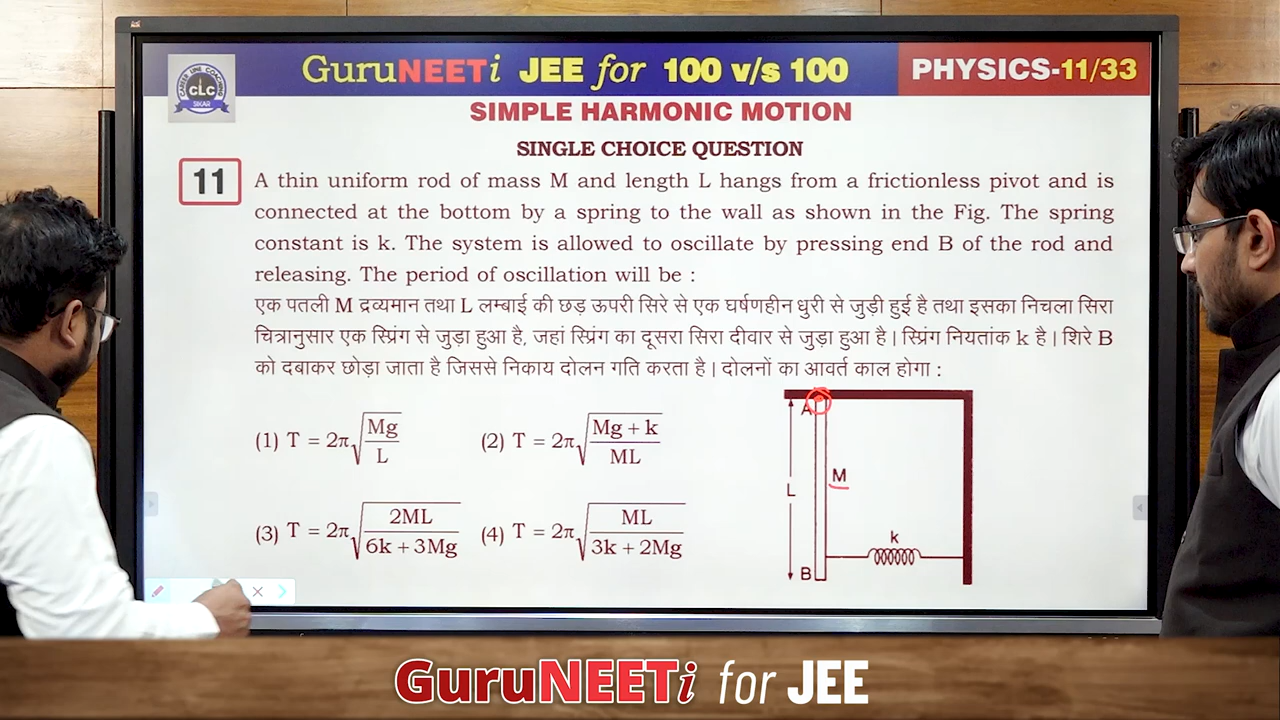 GuruNEETi JEE for 100 v/s 100
PHYSICS-11/33
CAREER LINE COACHING
CLC
SIKAR
SIMPLE HARMONIC MOTION
SINGLE CHOICE QUESTION
11
A thin uniform rod of mass M and length L hangs from a frictionless pivot and is
connected at the bottom by a spring to the wall as shown in the Fig. The spring
constant is k. The system is allowed to oscillate by pressing end B of the rod and
releasing. The period of oscillation will be :
एक पतली M द्रव्यमान तथा L लम्बाई की छड़ ऊपरी सिरे से एक घर्षणहीन धुरी से जुड़ी हुई है तथा इसका निचला सिरा
चित्रानुसार एक स्प्रिंग से जुड़ा हुआ है, जहां स्प्रिंग का दूसरा सिरा दीवार से जुड़ा हुआ है। स्प्रिंग नियतांक k है। शिरे B
को दबाकर छोड़ा जाता है जिससे निकाय दोलन गति करता है। दोलनों का आवर्त काल होगा :
(1) T = 2π√(Mg/L) (2) T = 2π√((Mg + k)/ML)
(3) T = 2π√(2ML/(6k + 3Mg)) (4) T = 2π√(ML/(3k + 2Mg))
A
M
L
k
B
GuruNEETi for JEE